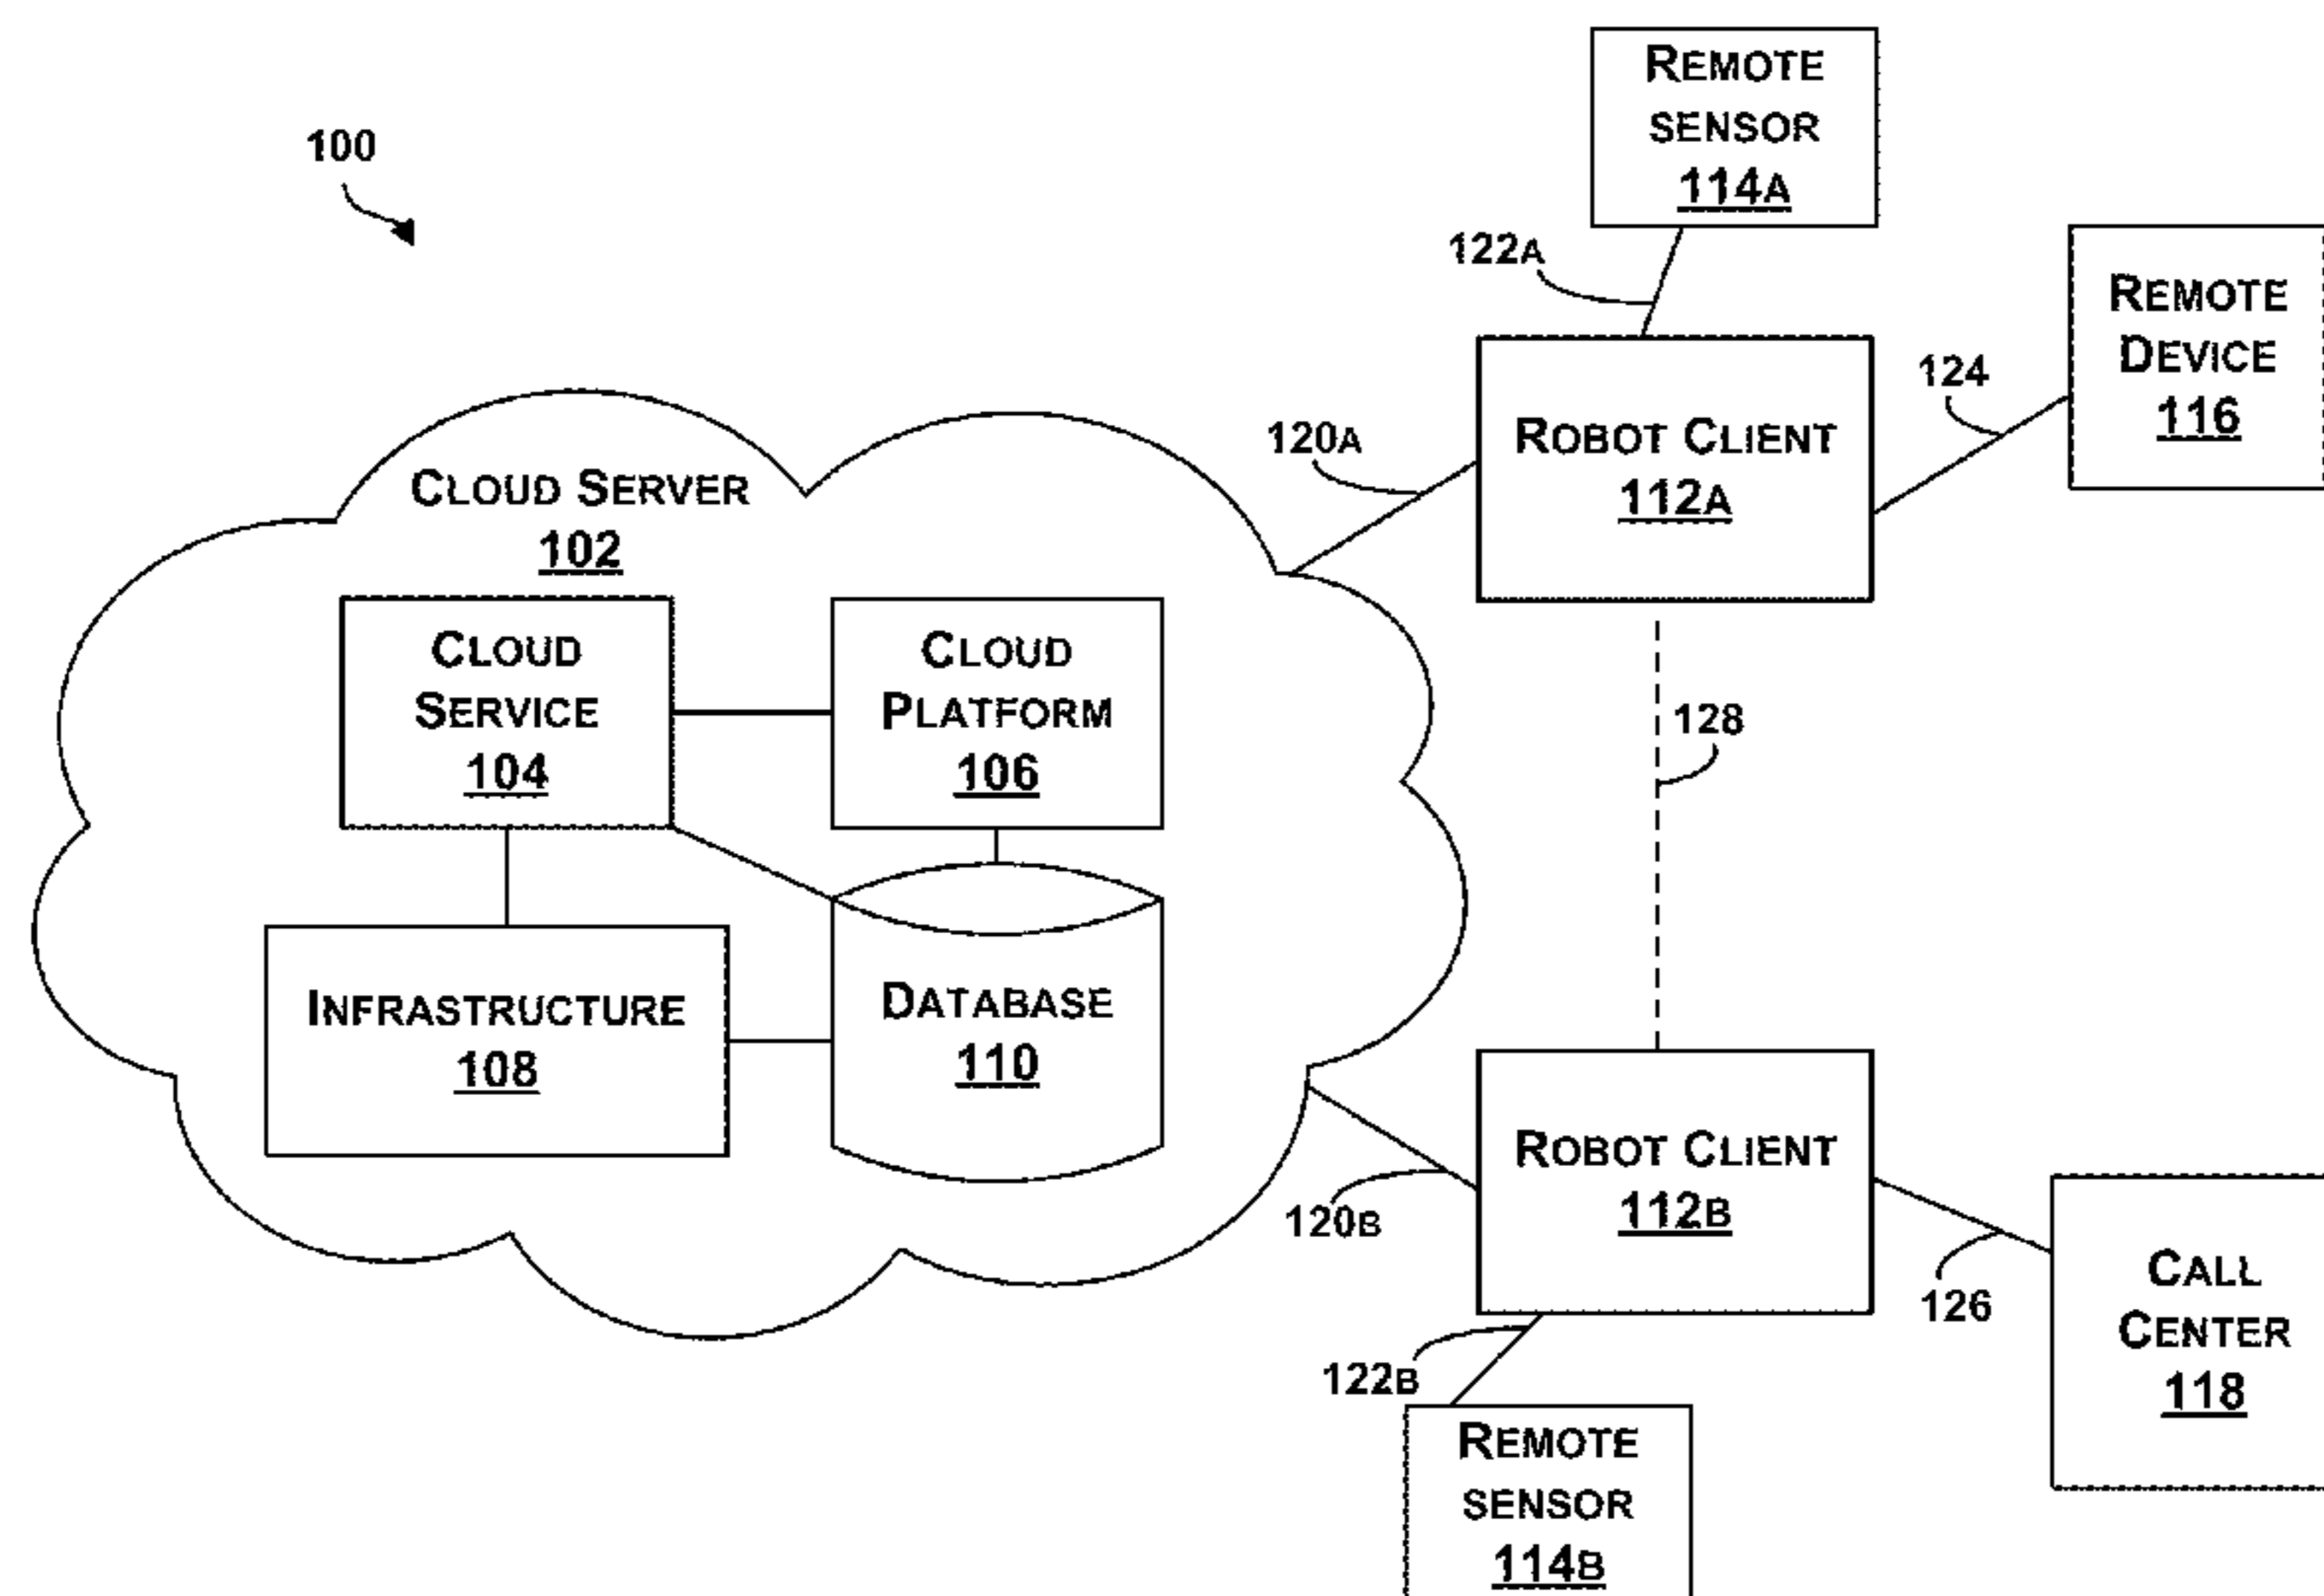 100
REMOTE
SENSOR
114A
122A
REMOTE
DEVICE
116
124
120A
ROBOT CLIENT
112A
CLOUD SERVER
102
CLOUD
SERVICE
104
CLOUD
PLATFORM
106
128
INFRASTRUCTURE
108
DATABASE
110
ROBOT CLIENT
112B
120B
126
CALL
CENTER
118
122B
REMOTE
SENSOR
114B